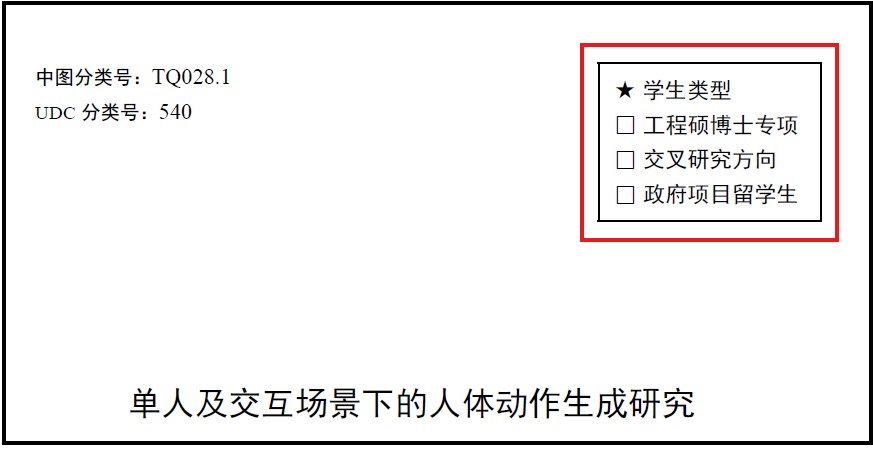 中图分类号：TQ028.1
UDC 分类号：540
★ 学生类型
□ 工程硕博士专项
□ 交叉研究方向
□ 政府项目留学生
单人及交互场景下的人体动作生成研究